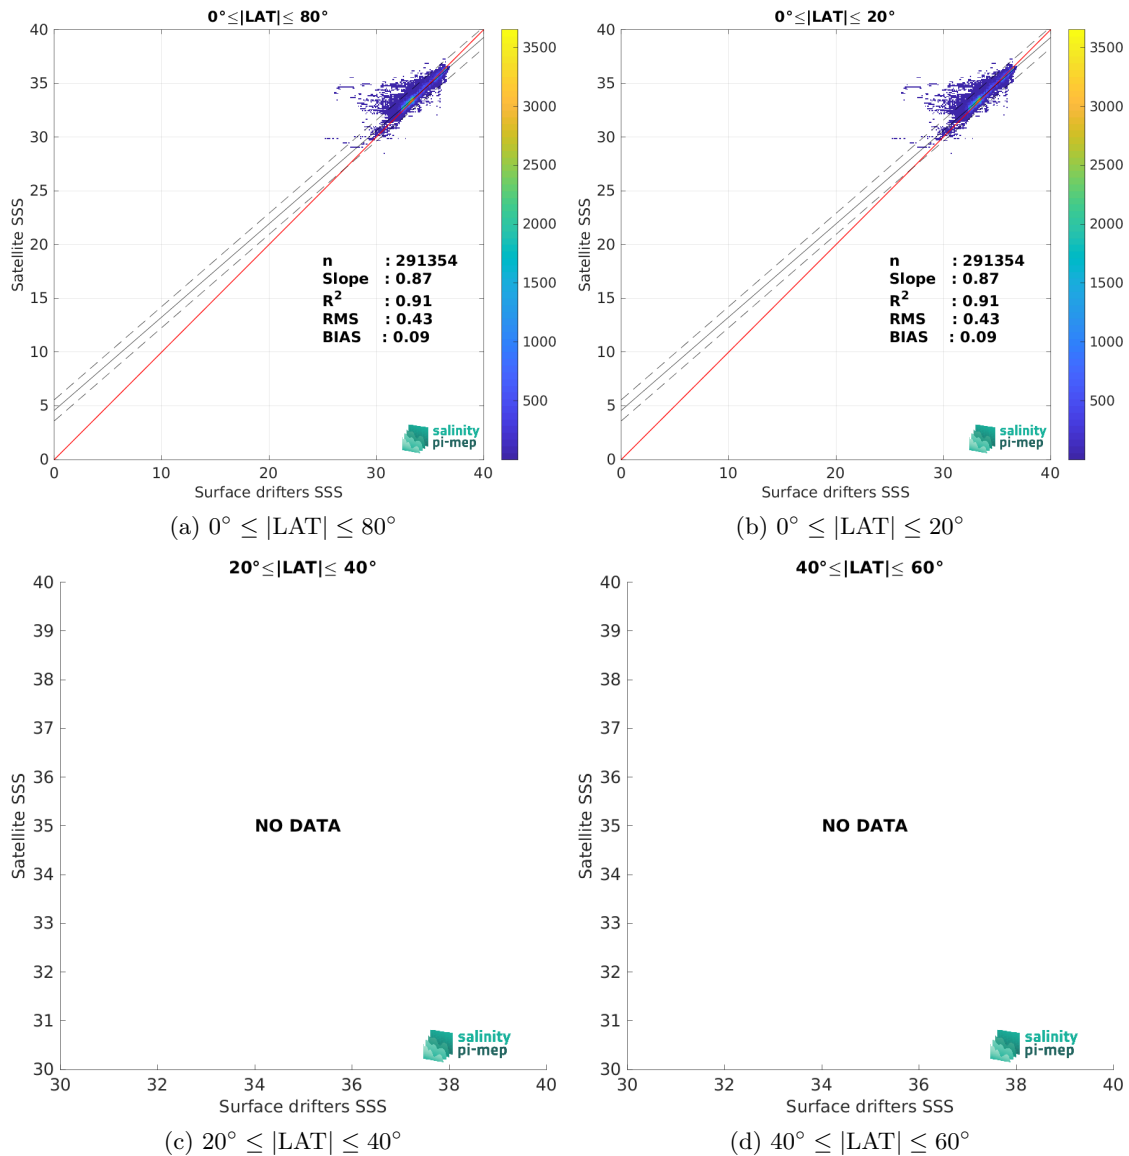 0°≤|LAT|≤ 80°
40
35
30
25
20
15
10
5
0
Satellite SSS
0
10
20
30
40
Surface drifters SSS
3500
3000
2500
2000
1500
1000
500
n : 291354
Slope : 0.87
R² : 0.91
RMS : 0.43
BIAS : 0.09
salinity
pi-mep
(a) 0° ≤ |LAT| ≤ 80°
0°≤|LAT|≤ 20°
40
35
30
25
20
15
10
5
0
Satellite SSS
0
10
20
30
40
Surface drifters SSS
3500
3000
2500
2000
1500
1000
500
n : 291354
Slope : 0.87
R² : 0.91
RMS : 0.43
BIAS : 0.09
salinity
pi-mep
(b) 0° ≤ |LAT| ≤ 20°
20°≤|LAT|≤ 40°
40
39
38
37
36
35
34
33
32
31
30
Satellite SSS
NO DATA
salinity
pi-mep
30
32
34
36
38
40
Surface drifters SSS
(c) 20° ≤ |LAT| ≤ 40°
40°≤|LAT|≤ 60°
40
39
38
37
36
35
34
33
32
31
30
Satellite SSS
NO DATA
salinity
pi-mep
30
32
34
36
38
40
Surface drifters SSS
(d) 40° ≤ |LAT| ≤ 60°